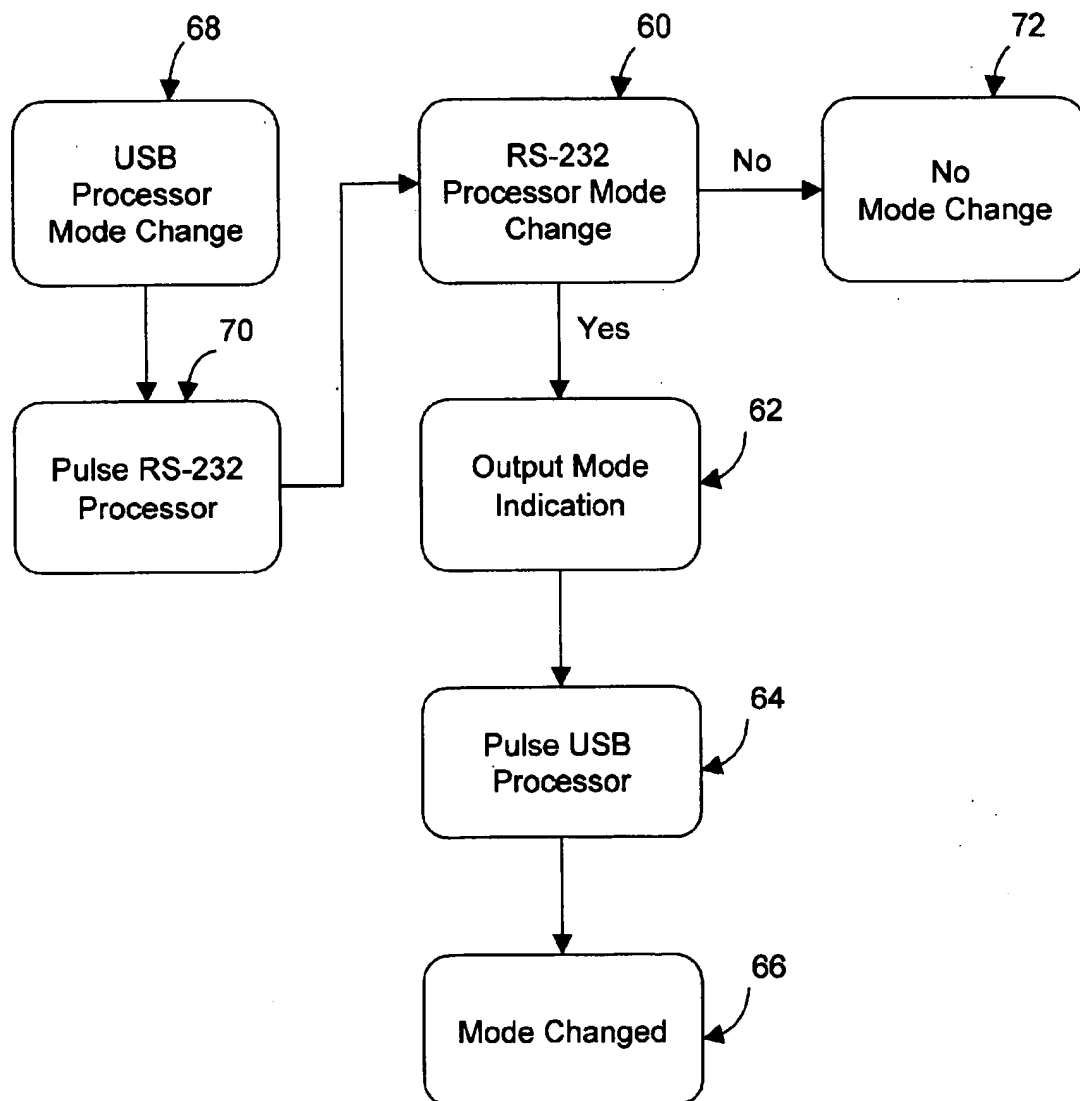 68
USB
Processor
Mode Change
60
RS-232
Processor Mode
Change
No
72
No
Mode Change
70
Pulse RS-232
Processor
Yes
62
Output Mode
Indication
64
Pulse USB
Processor
66
Mode Changed